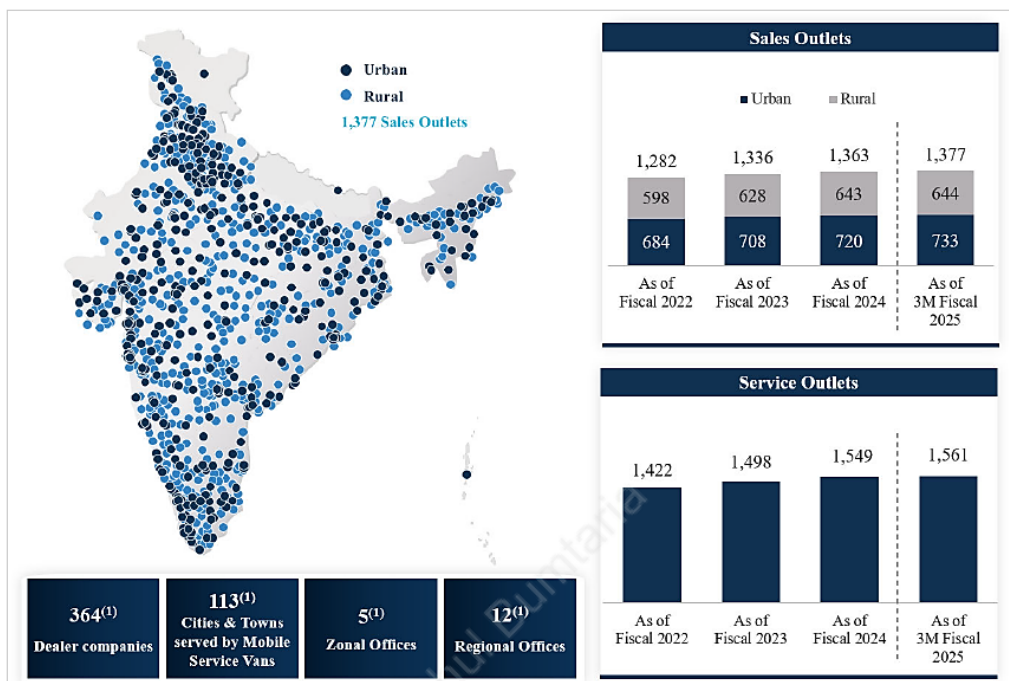 Urban
Rural
1,377 Sales Outlets
364(1)
Dealer companies
113(1)
Cities & Towns
served by Mobile
Service Vans
5(1)
Zonal Offices
12(1)
Regional Offices
Sales Outlets
Urban Rural
1,282 1,336 1,363 1,377
598 628 643 644
684 708 720 733
As of As of As of As of
Fiscal 2022 Fiscal 2023 Fiscal 2024 3M Fiscal
2025
Service Outlets
1,422 1,498 1,549 1,561
As of As of As of As of
Fiscal 2022 Fiscal 2023 Fiscal 2024 3M Fiscal
2025
Bumtaria